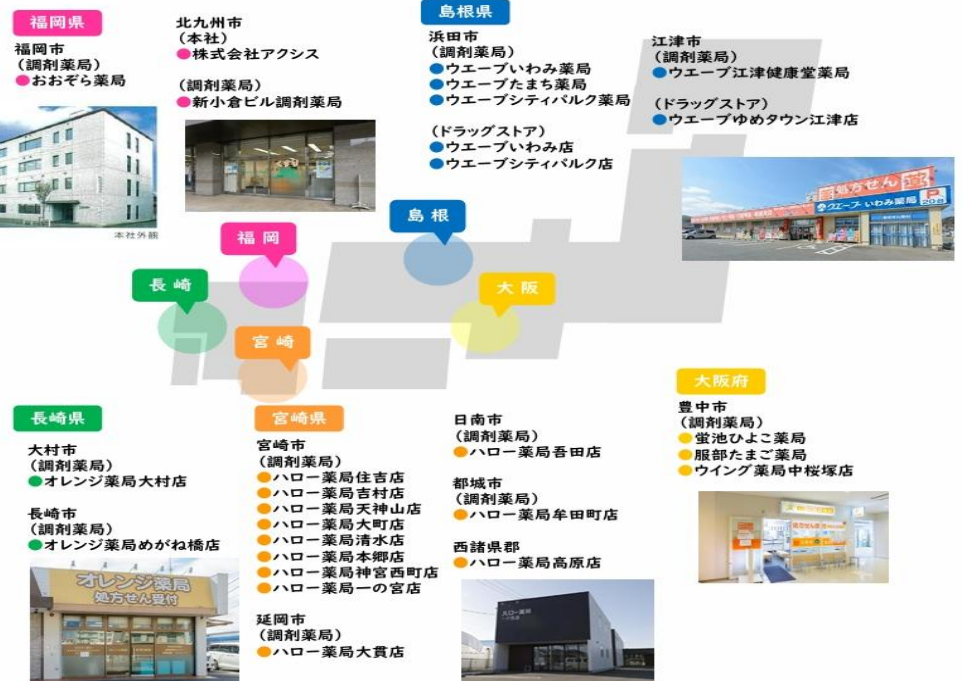 福岡県
福岡市
(調剤薬局)
●おおぞら薬局
本社外観
北九州市
(本社)
●株式会社アクシス
(調剤薬局)
●新小倉ビル調剤薬局
島根県
浜田市
(調剤薬局)
●ウエーブいわみ薬局
●ウエーブたまち薬局
●ウエーブシティパルク薬局
(ドラッグストア)
●ウエーブいわみ店
●ウエーブシティパルク店
江津市
(調剤薬局)
●ウエーブ江津健康堂薬局
(ドラッグストア)
●ウエーブゆめタウン江津店
処方せん 薬
ウエーブ いわみ薬局
P
20台
島根
福岡
長崎
大阪
宮崎
長崎県
大村市
(調剤薬局)
●オレンジ薬局大村店
長崎市
(調剤薬局)
●オレンジ薬局めがね橋店
オレンジ薬局
処方せん受付
宮崎県
宮崎市
(調剤薬局)
●ハロー薬局住吉店
●ハロー薬局吉村店
●ハロー薬局天神山店
●ハロー薬局大町店
●ハロー薬局清水店
●ハロー薬局本郷店
●ハロー薬局神宮西町店
●ハロー薬局一の宮店
延岡市
(調剤薬局)
●ハロー薬局大貫店
日南市
(調剤薬局)
●ハロー薬局吾田店
都城市
(調剤薬局)
●ハロー薬局牟田町店
西諸県郡
●ハロー薬局高原店
ハロー薬局
大阪府
豊中市
(調剤薬局)
●蛍池ひよこ薬局
●服部たまご薬局
●ウイング薬局中桜塚店